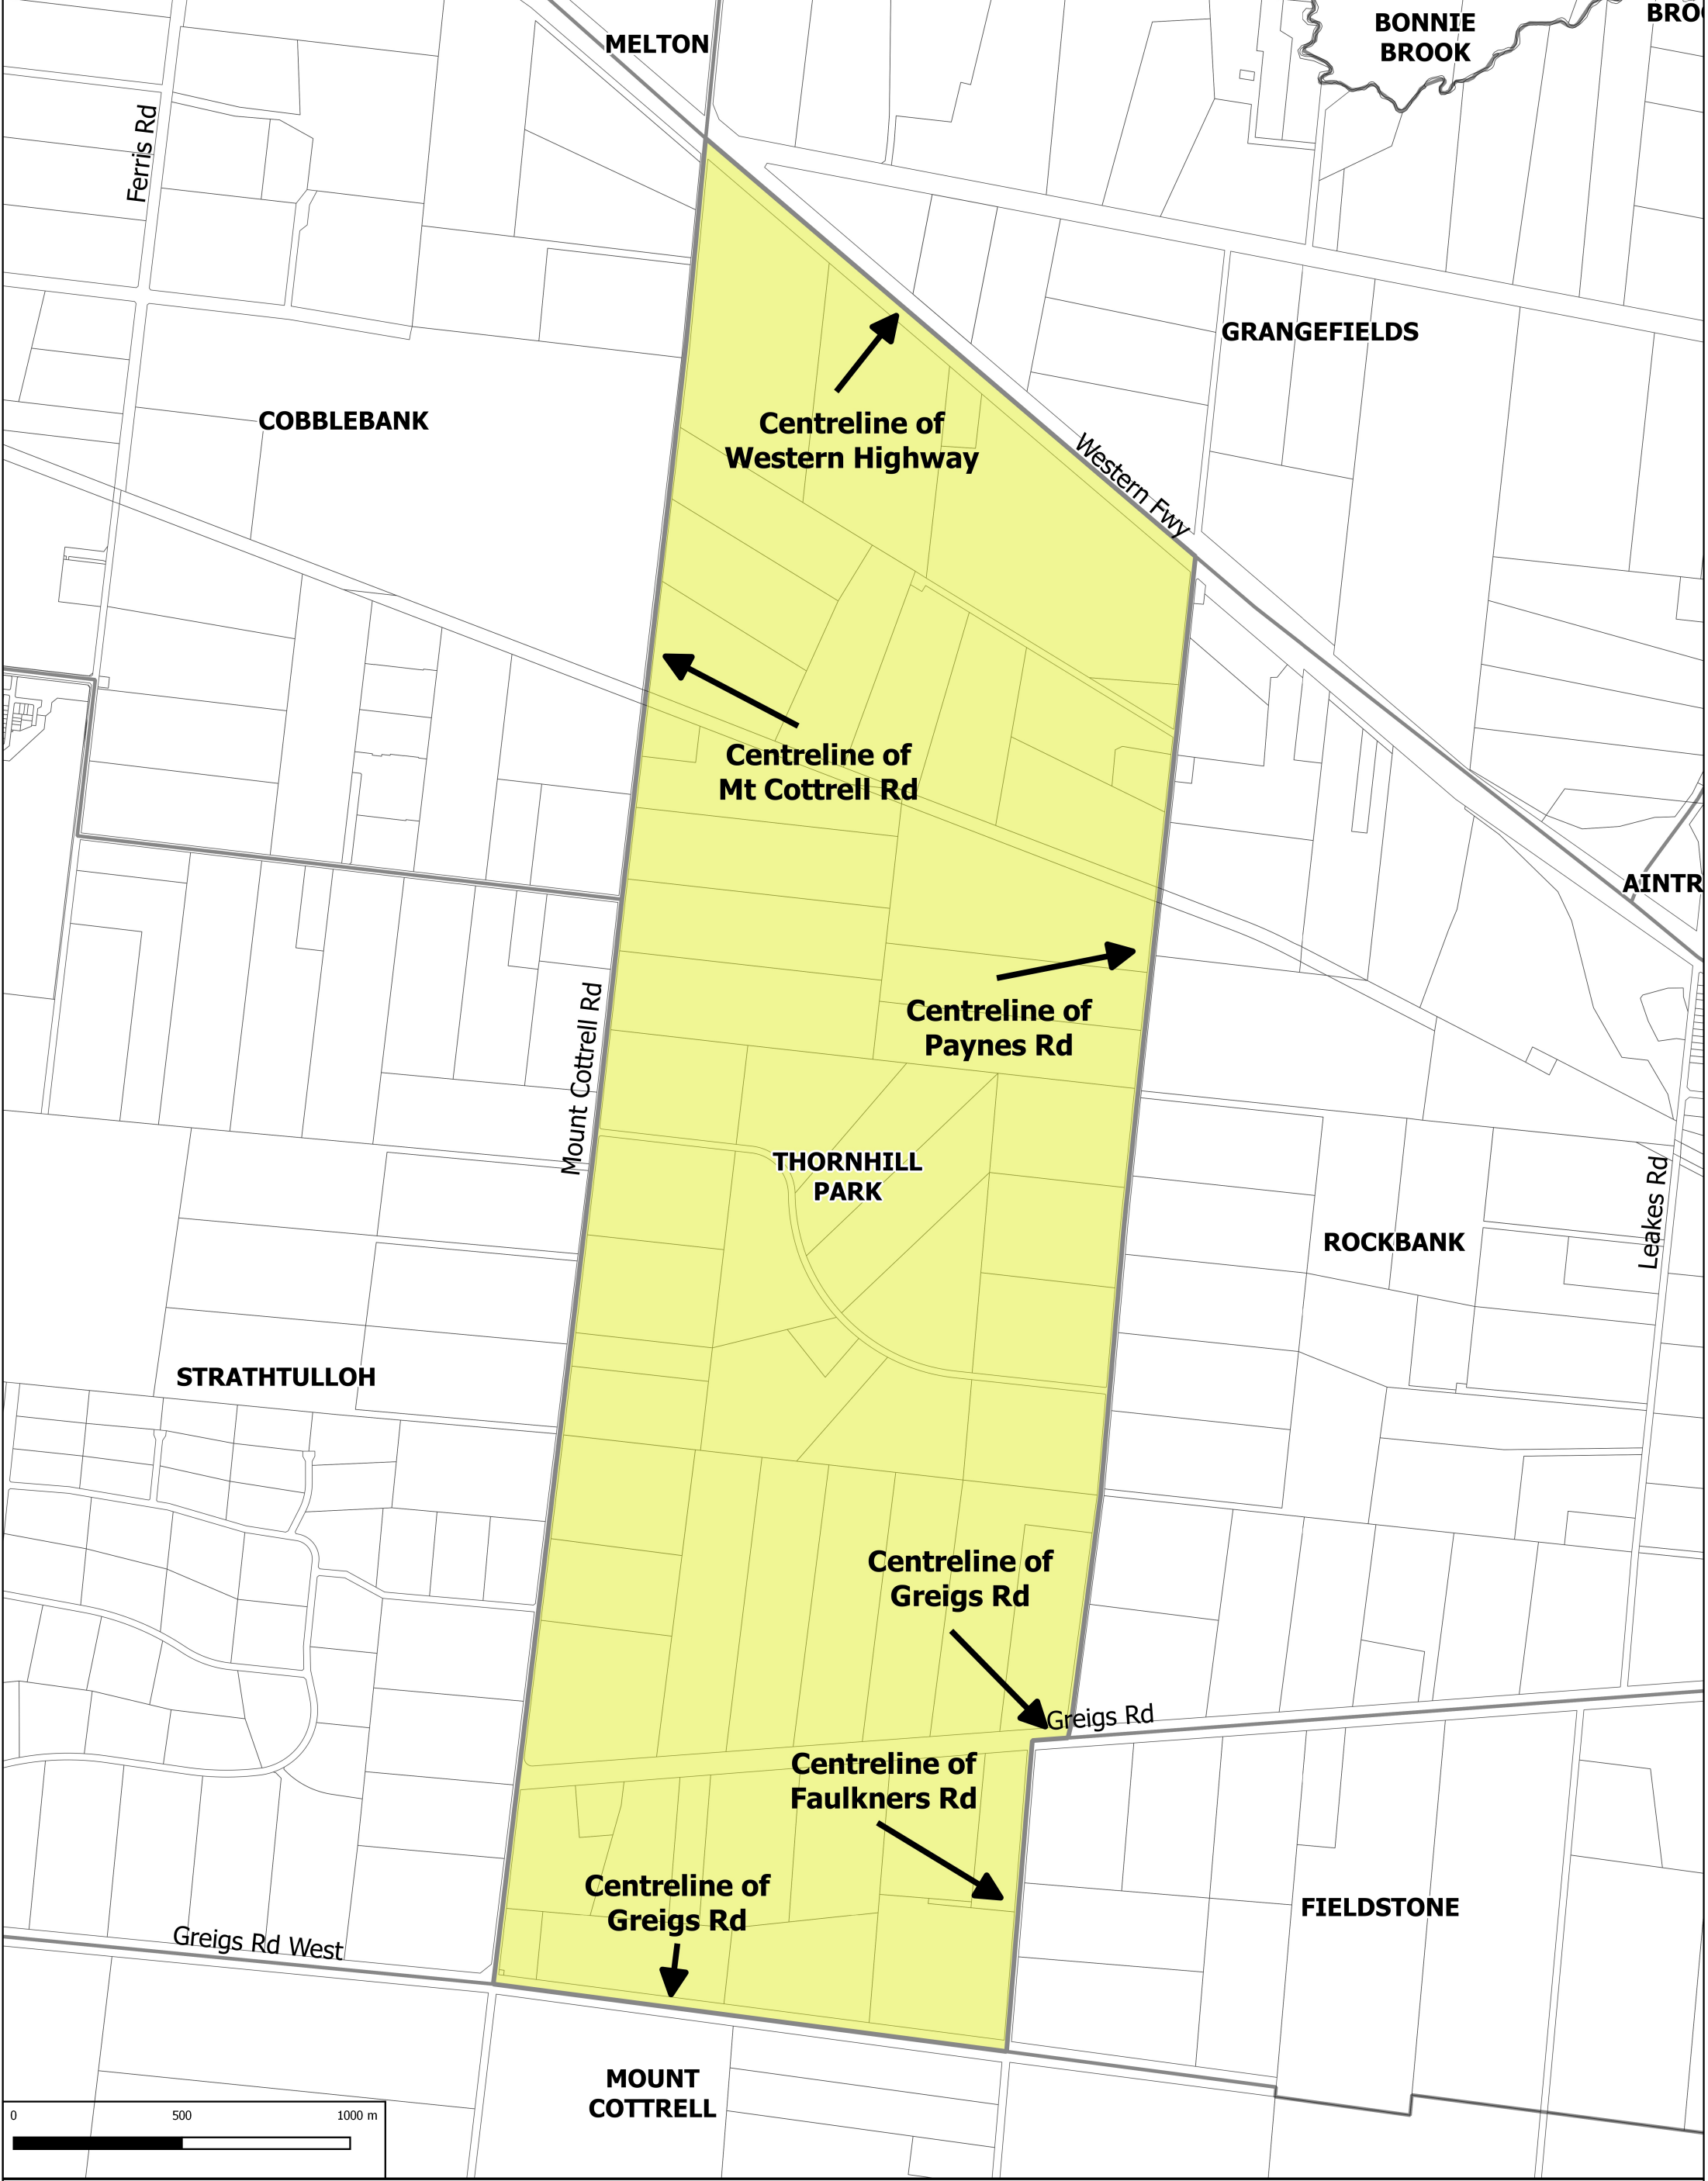 MELTON
BONNIE
BROOK
BRO
Ferris Rd
GRANGEFIELDS
COBBLEBANK
Centreline of
Western Highway
Western Fwy
Centreline of
Mt Cottrell Rd
AINTR
Centreline of
Paynes Rd
Mount Cottrell Rd
THORNHILL
PARK
Leakes Rd
ROCKBANK
STRATHTULLOH
Centreline of
Greigs Rd
Greigs Rd
Centreline of
Faulkners Rd
Centreline of
Greigs Rd
FIELDSTONE
Greigs Rd West
MOUNT
COTTRELL
0 500 1000 m